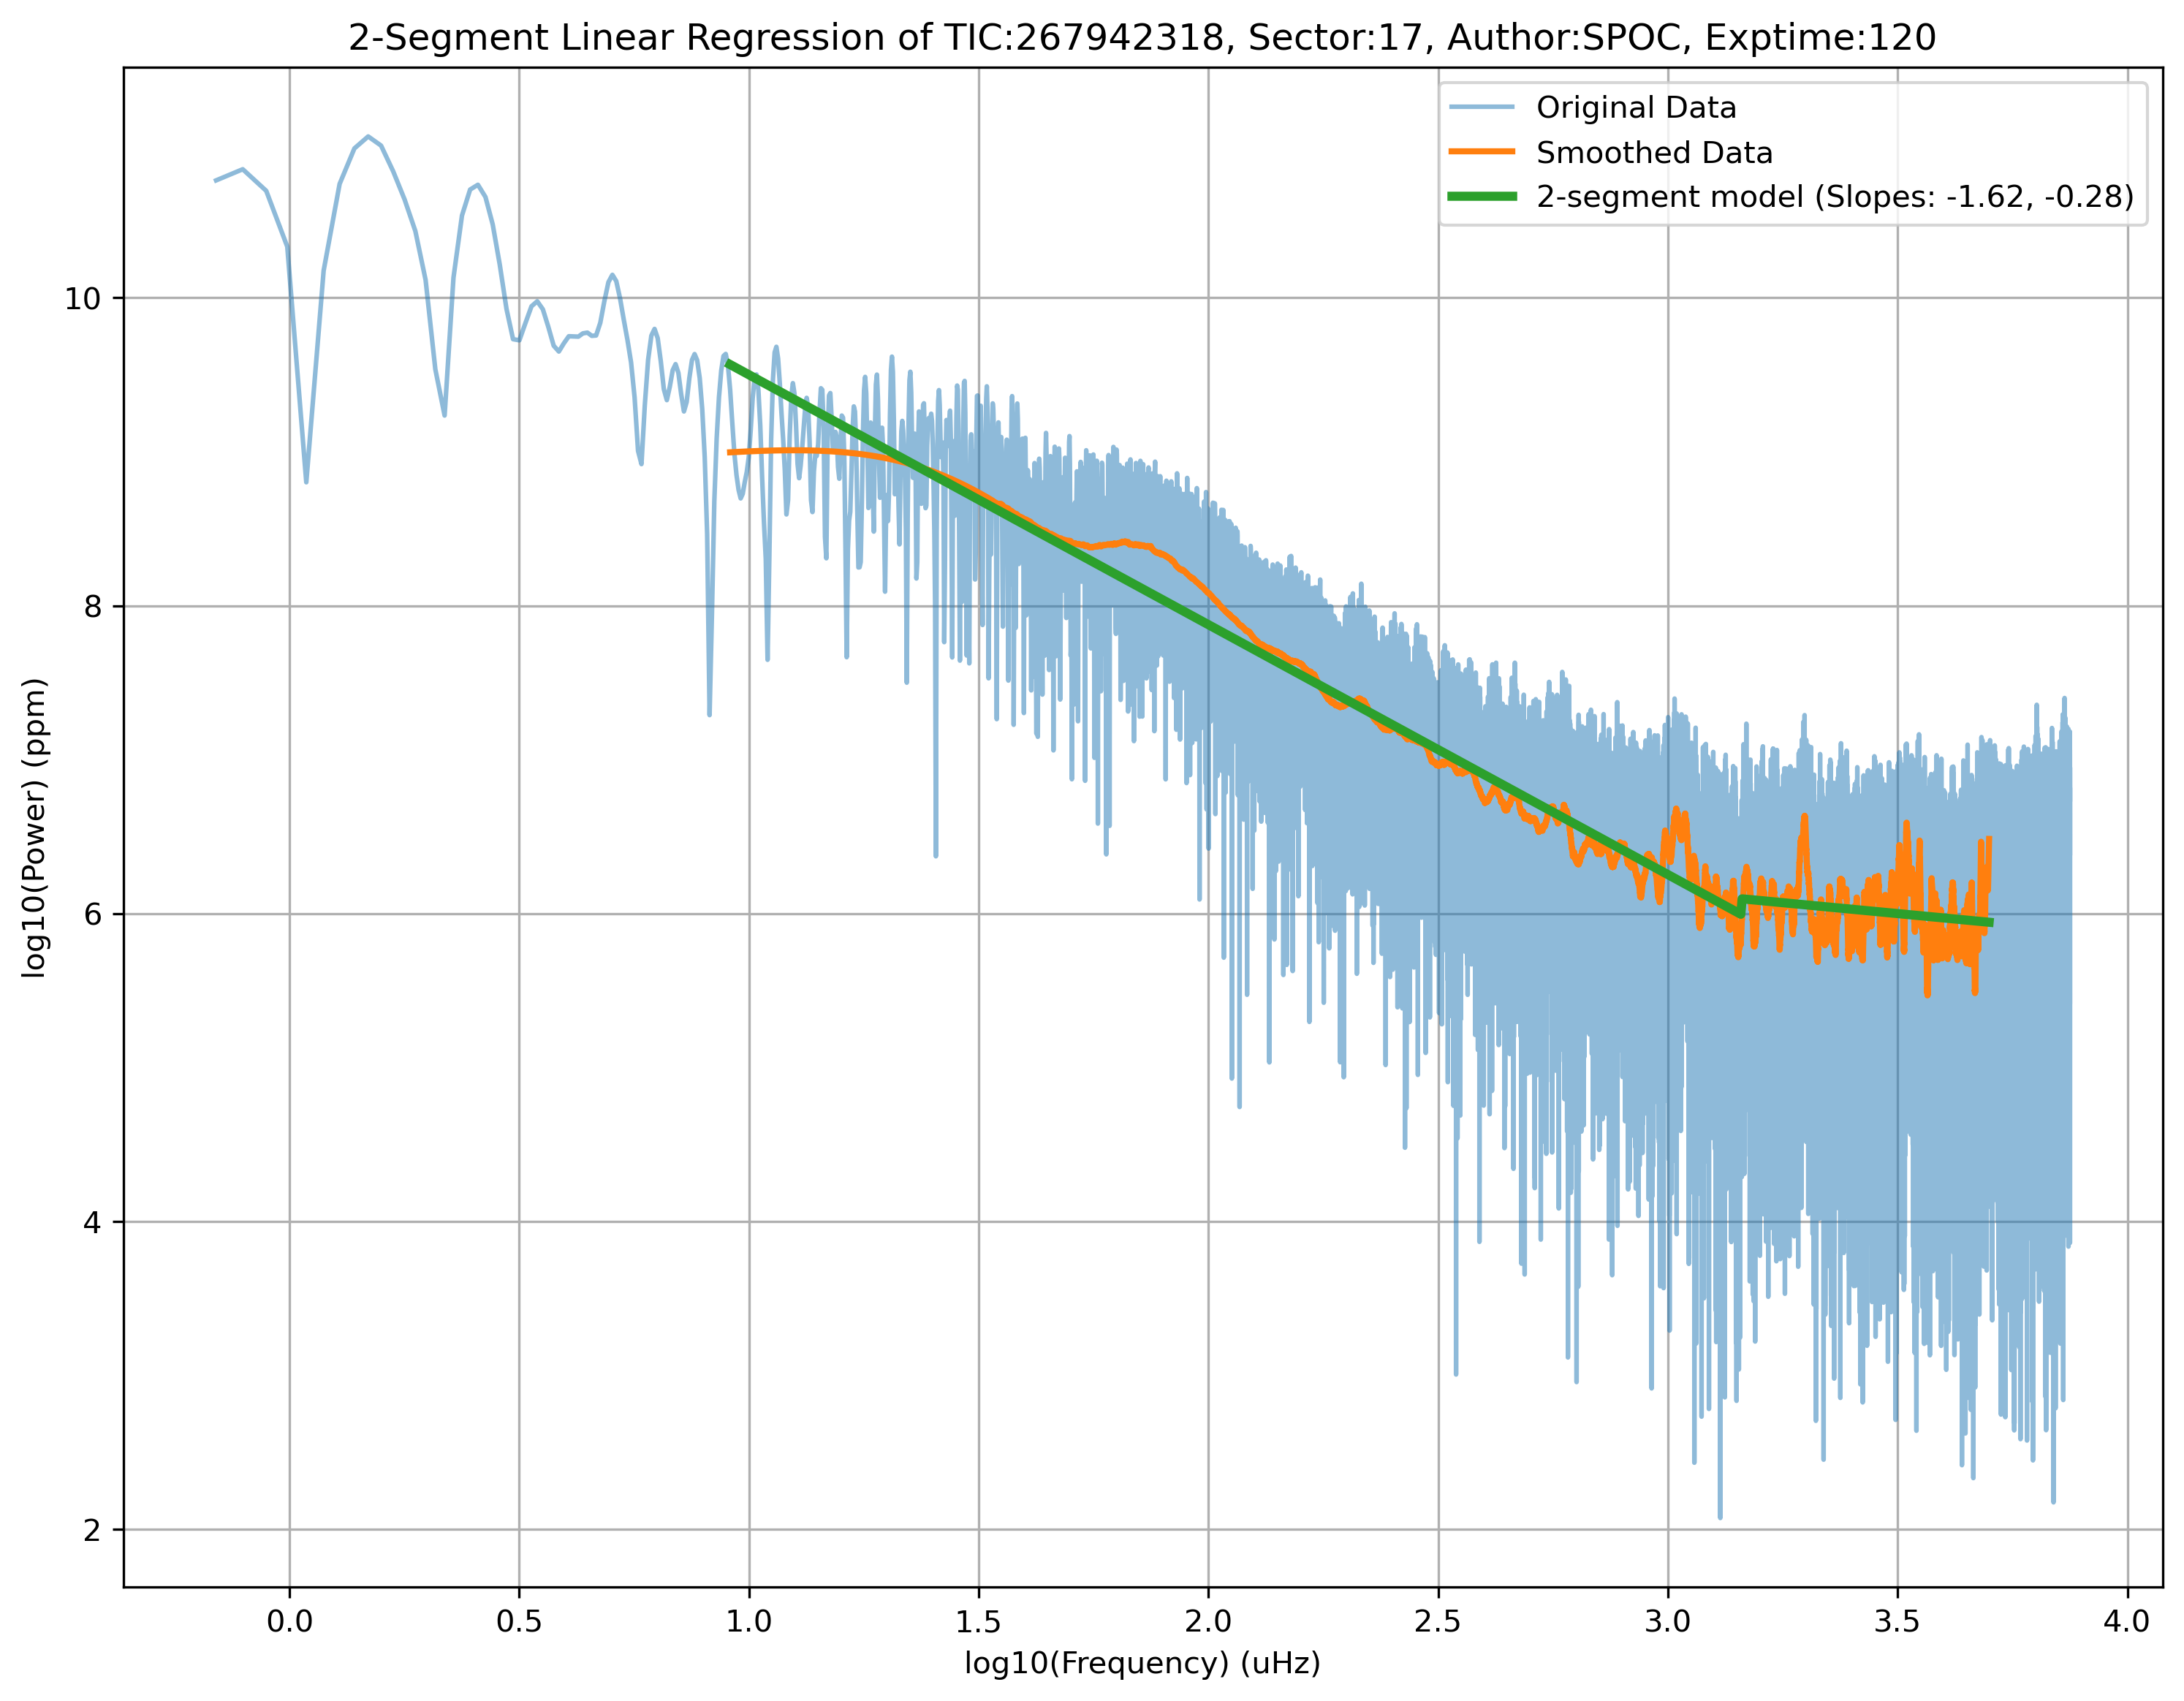 2-Segment Linear Regression of TIC:267942318, Sector:17, Author:SPOC, Exptime:120
Original Data
Smoothed Data
2-segment model (Slopes: -1.62, -0.28)
log10(Power) (ppm)
10
8
6
4
2
0.0 0.5 1.0 1.5 2.0 2.5 3.0 3.5 4.0
log10(Frequency) (uHz)